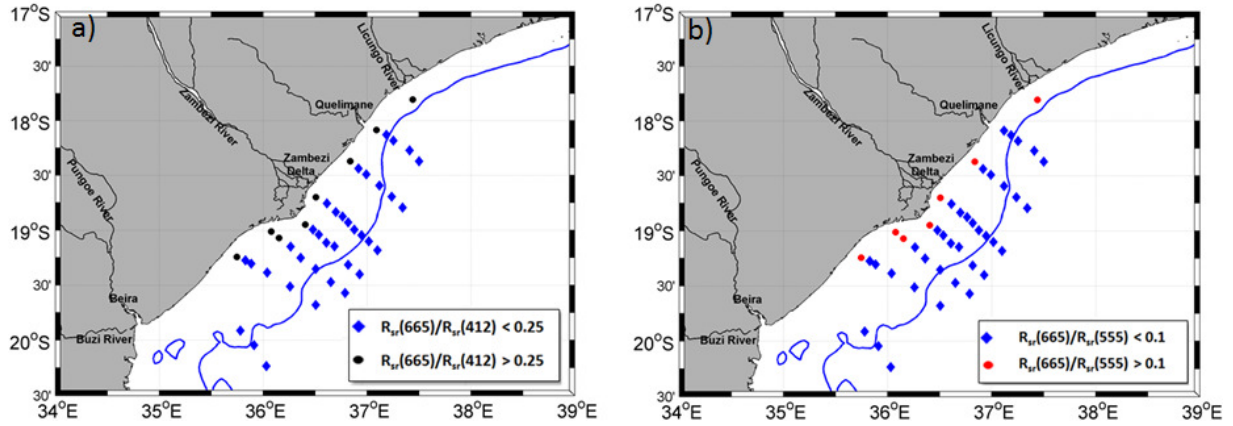 a)
17°S
30'
18°S
30'
19°S
30'
20°S
30'
34°E
35°E
36°E
37°E
38°E
39°E
Licungo River
Quelimane
Zambezi River
Zambezi
Delta
Pungoe River
Beira
Buzi River
Rsr(665)/Rsr(412) < 0.25
Rsr(665)/Rsr(412) > 0.25
b)
17°S
30'
18°S
30'
19°S
30'
20°S
30'
34°E
35°E
36°E
37°E
38°E
39°E
Licungo River
Quelimane
Zambezi River
Zambezi
Delta
Pungoe River
Beira
Buzi River
Rsr(665)/Rsr(555) < 0.1
Rsr(665)/Rsr(555) > 0.1